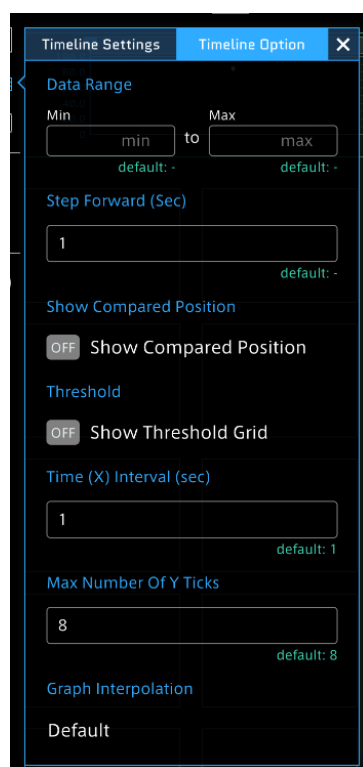 Timeline Settings Timeline Option
Data Range
Min Max
min to max
default: - default: -
Step Forward (Sec)
1
default: -
Show Compared Position
OFF Show Compared Position
Threshold
OFF Show Threshold Grid
Time (X) Interval (sec)
1
default: 1
Max Number Of Y Ticks
8
default: 8
Graph Interpolation
Default